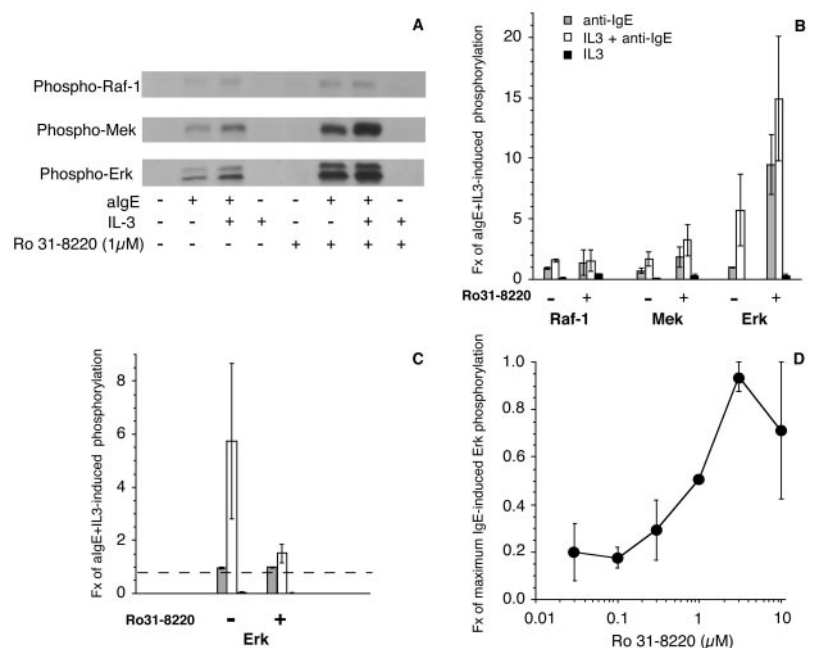 A
Phospho-Raf-1
Phospho-Mek
Phospho-Erk
aIgE - + + - - + + -
IL-3 - - + + - - + +
Ro 31-8220 (1μM) - - - - + + + +
B
anti-IgE
IL3 + anti-IgE
IL3
Fx of aIgE+IL3-induced phosphorylation
20
15
10
5
0
Ro31-8220 - + - + - +
Raf-1 Mek Erk
C
Fx of aIgE+IL3-induced phosphorylation
8
6
4
2
0
Ro31-8220 - +
Erk
D
Fx of maximum IgE-induced Erk phosphorylation
1.0
0.8
0.6
0.4
0.2
0.0
0.01 0.1 1 10
Ro 31-8220 (μM)